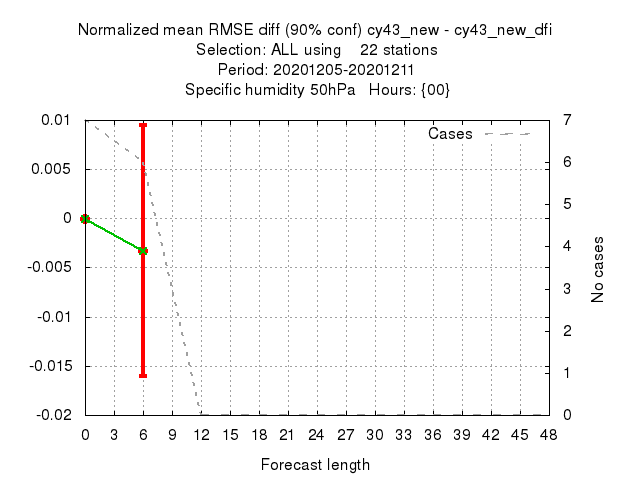 Normalized mean RMSE diff (90% conf) cy43_new - cy43_new_dfi
Selection: ALL using 22 stations
Period: 20201205-20201211
Specific humidity 50hPa Hours: {00}
Cases
0.01
0.005
0
-0.005
-0.01
-0.015
-0.02
7
6
5
4
3
2
1
0
No cases
0 3 6 9 12 15 18 21 24 27 30 33 36 39 42 45 48
Forecast length